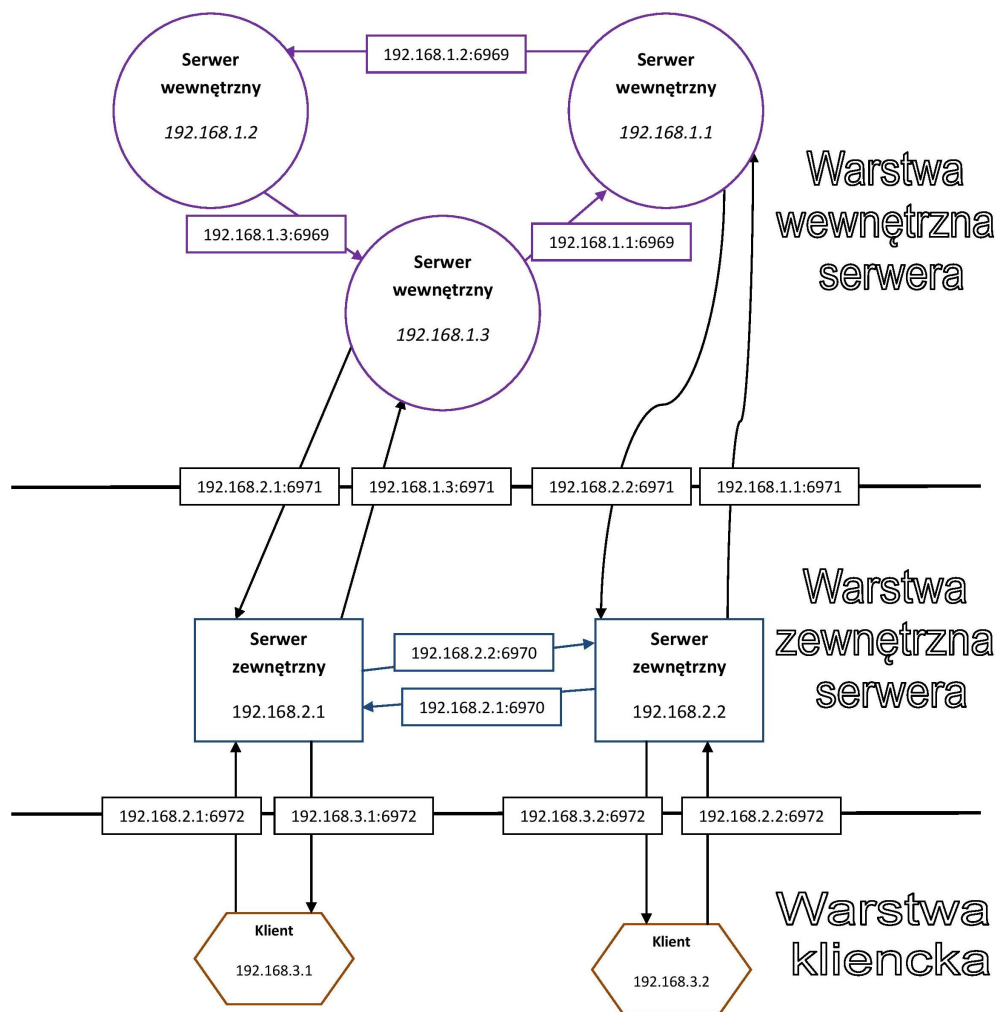 Serwer
wewnętrzny
192.168.1.2
192.168.1.2:6969
Serwer
wewnętrzny
192.168.1.1
Warstwa
wewnętrzna
serwera
192.168.1.3:6969
192.168.1.1:6969
Serwer
wewnętrzny
192.168.1.3
192.168.2.1:6971
192.168.1.3:6971
192.168.2.2:6971
192.168.1.1:6971
Warstwa
zewnętrzna
serwera
Serwer
zewnętrzny
192.168.2.1
192.168.2.2:6970
192.168.2.1:6970
Serwer
zewnętrzny
192.168.2.2
192.168.2.1:6972
192.168.3.1:6972
192.168.3.2:6972
192.168.2.2:6972
Warstwa
kliencka
Klient
192.168.3.1
Klient
192.168.3.2